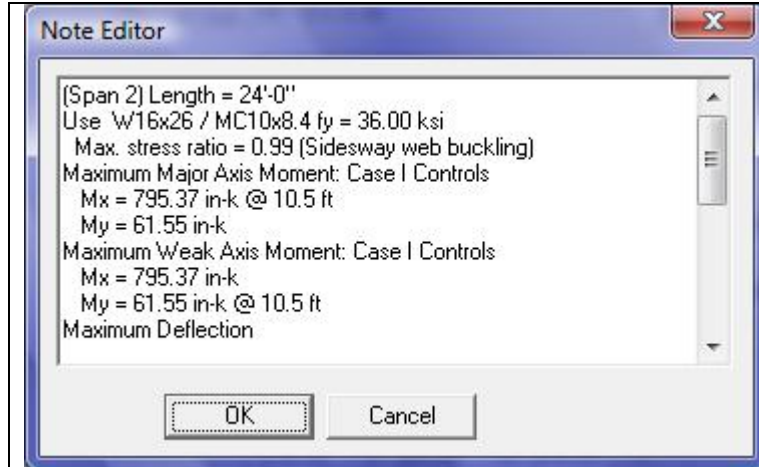 Note Editor
(Span 2) Length = 24'-0"
Use  W16x26 / MC10x8.4 fy = 36.00 ksi
Max. stress ratio = 0.99 (Sidesway web buckling)
Maximum Major Axis Moment: Case I Controls
Mx = 795.37 in-k @ 10.5 ft
My = 61.55 in-k
Maximum Weak Axis Moment: Case I Controls
Mx = 795.37 in-k
My = 61.55 in-k @ 10.5 ft
Maximum Deflection
OK
Cancel